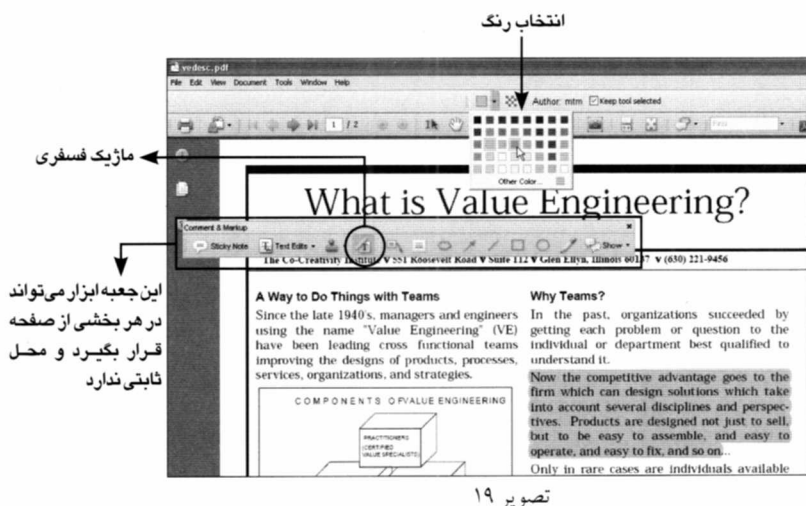 انتخاب رنگ
vedesc.pdf
File Edit View Document Tools Window Help
Author: mtm Keep tool selected
1 / 2
Other Color...
ماژیک فسفری
What is Value Engineering?
Comment & Markup
Sticky Note Text Edits Show
The Co-Creativity Institute v 551 Roosevelt Road v Suite 112 v Glen Ellyn, Illinois 60137 v (630) 221-9456
این جعبه ابزار می‌تواند
در هر بخشی از صفحه
قرار بگیرد و محل
ثابتی ندارد
A Way to Do Things with Teams
Since the late 1940's, managers and engineers
using the name "Value Engineering" (VE)
have been leading cross functional teams
improving the designs of products, processes,
services, organizations, and strategies.
COMPONENTS OF VALUE ENGINEERING
PRACTITIONERS
(CERTIFIED
VALUE SPECIALISTS)
Why Teams?
In the past, organizations succeeded by
getting each problem or question to the
individual or department best qualified to
understand it.
Now the competitive advantage goes to the
firm which can design solutions which take
into account several disciplines and perspec-
tives. Products are designed not just to sell,
but to be easy to assemble, and easy to
operate, and easy to fix, and so on...
Only in rare cases are individuals available
تصویر ۱۹